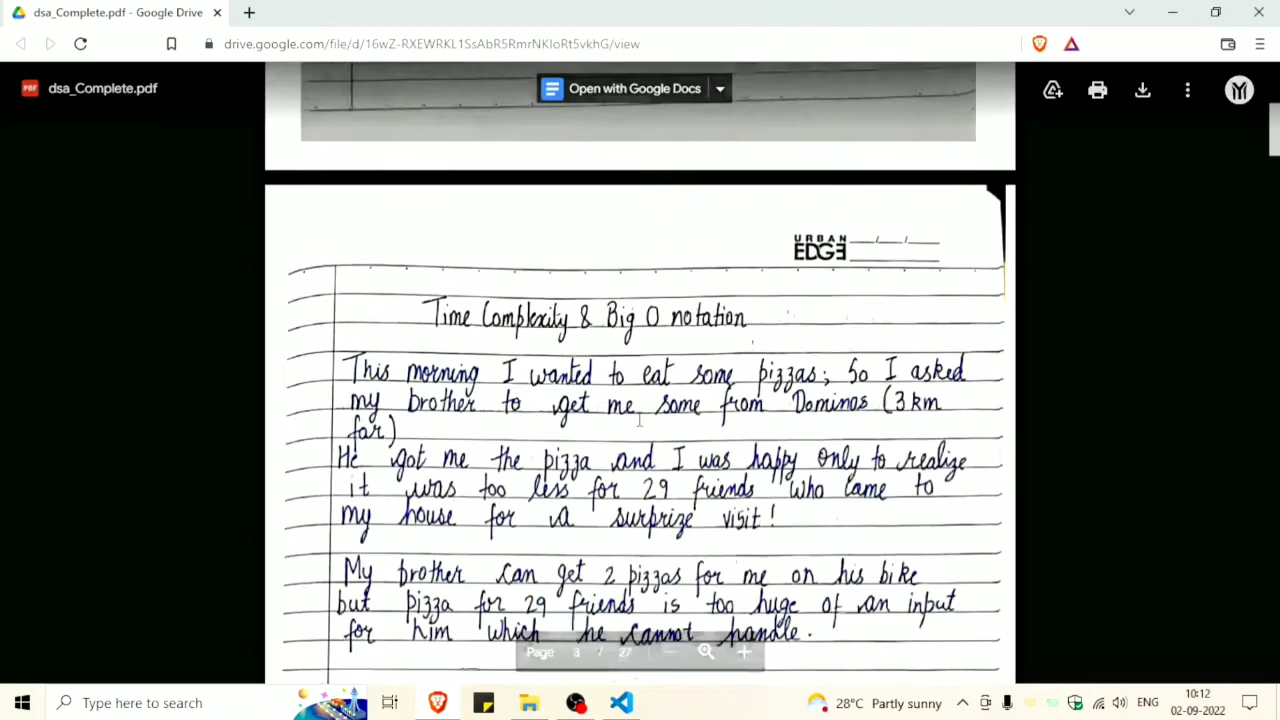 dsa_Complete.pdf - Google Drive
drive.google.com/file/d/16wZ-RXEWRKL1SsAbR5RmrNKIoRt5vkhG/view
dsa_Complete.pdf
Open with Google Docs
URBAN
EDGE
Time Complexity & Big O notation
This morning I wanted to eat some pizzas; So I asked
my brother to get me some from Dominos (3 km
far)
He got me the pizza and I was happy only to realize
it was too less for 29 friends who came to
my house for a surprize visit!
My brother can get 2 pizzas for me on his bike
but pizza for 29 friends is too huge of an input
for him which he cannot handle.
Page 3 / 27
Type here to search
28°C Partly sunny
ENG
10:12
02-09-2022